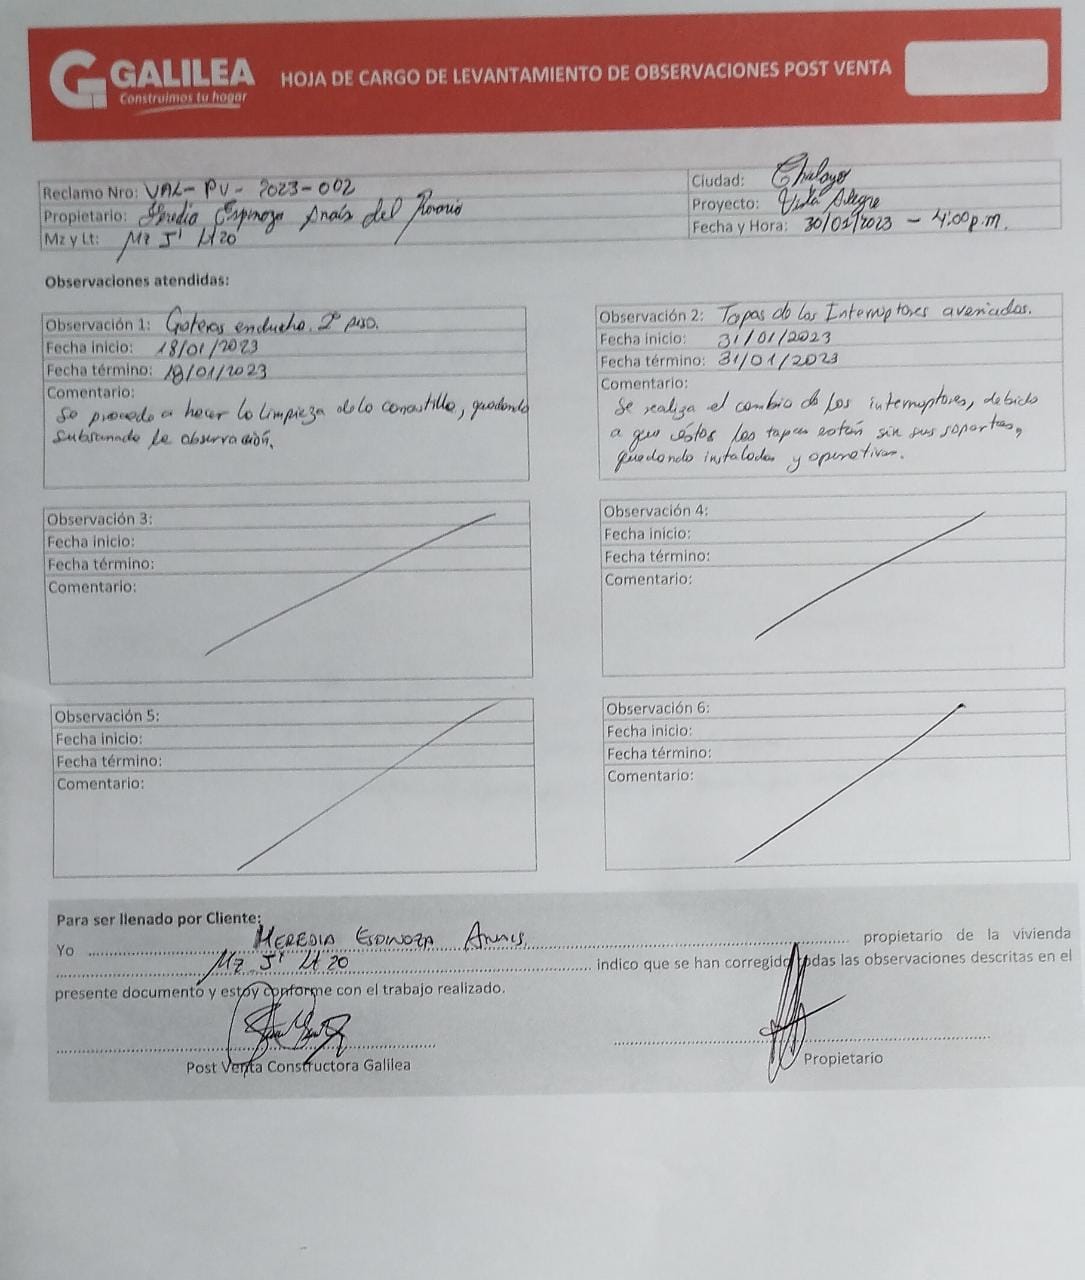 GALILEA
Construimos tu hogar
HOJA DE CARGO DE LEVANTAMIENTO DE OBSERVACIONES POST VENTA
Reclamo Nro: VAL-PV-2023-002
Propietario: Heredia Espinoza Anaís del Rosario
Mz y Lt: Mz J' Lt 20
Ciudad: Chiclayo
Proyecto: Vista Alegre
Fecha y Hora: 30/01/2023 - 4:00 p.m.
Observaciones atendidas:
Observación 1: Goteras en ducha. 2° piso.
Fecha inicio: 18/01/2023
Fecha término: 18/01/2023
Comentario:
Se procede a hacer la limpieza de la canastilla, quedando
subsanada la observación.
Observación 2: Tapas de los Interruptores averiadas.
Fecha inicio: 31/01/2023
Fecha término: 31/01/2023
Comentario:
Se realiza el cambio de los interruptores, debido
a que éstos las tapas están sin sus soportes,
quedando instalados y operativos.
Observación 3:
Fecha inicio:
Fecha término:
Comentario:
Observación 4:
Fecha inicio:
Fecha término:
Comentario:
Observación 5:
Fecha inicio:
Fecha término:
Comentario:
Observación 6:
Fecha inicio:
Fecha término:
Comentario:
Para ser llenado por Cliente:
Yo HEREDIA ESPINOZA ANAIS propietario de la vivienda
Mz J' Lt 20 indico que se han corregido todas las observaciones descritas en el
presente documento y estoy conforme con el trabajo realizado.
Post Venta Constructora Galilea
Propietario